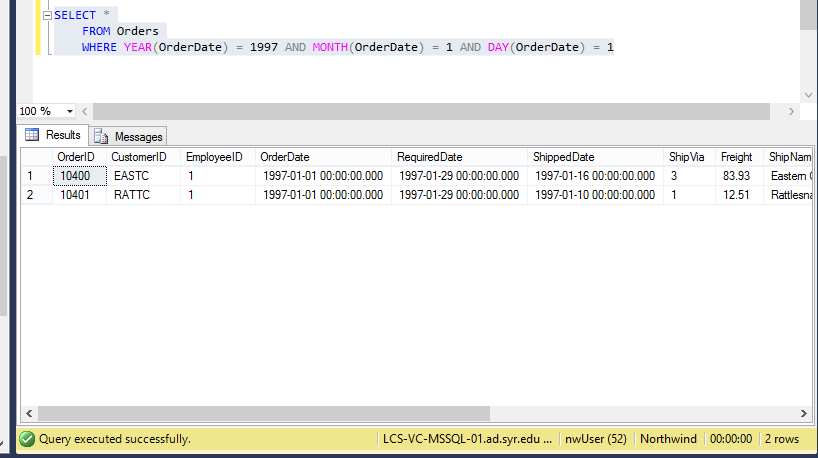 SELECT *
FROM Orders
WHERE YEAR(OrderDate) = 1997 AND MONTH(OrderDate) = 1 AND DAY(OrderDate) = 1
100 %
Results Messages
OrderID CustomerID EmployeeID OrderDate RequiredDate ShippedDate ShipVia Freight ShipNam
1 10400 EASTC 1 1997-01-01 00:00:00.000 1997-01-29 00:00:00.000 1997-01-16 00:00:00.000 3 83.93 Eastern
2 10401 RATTC 1 1997-01-01 00:00:00.000 1997-01-29 00:00:00.000 1997-01-10 00:00:00.000 1 12.51 Rattlesna
Query executed successfully. LCS-VC-MSSQL-01.ad.syr.edu ... nwUser (52) Northwind 00:00:00 2 rows